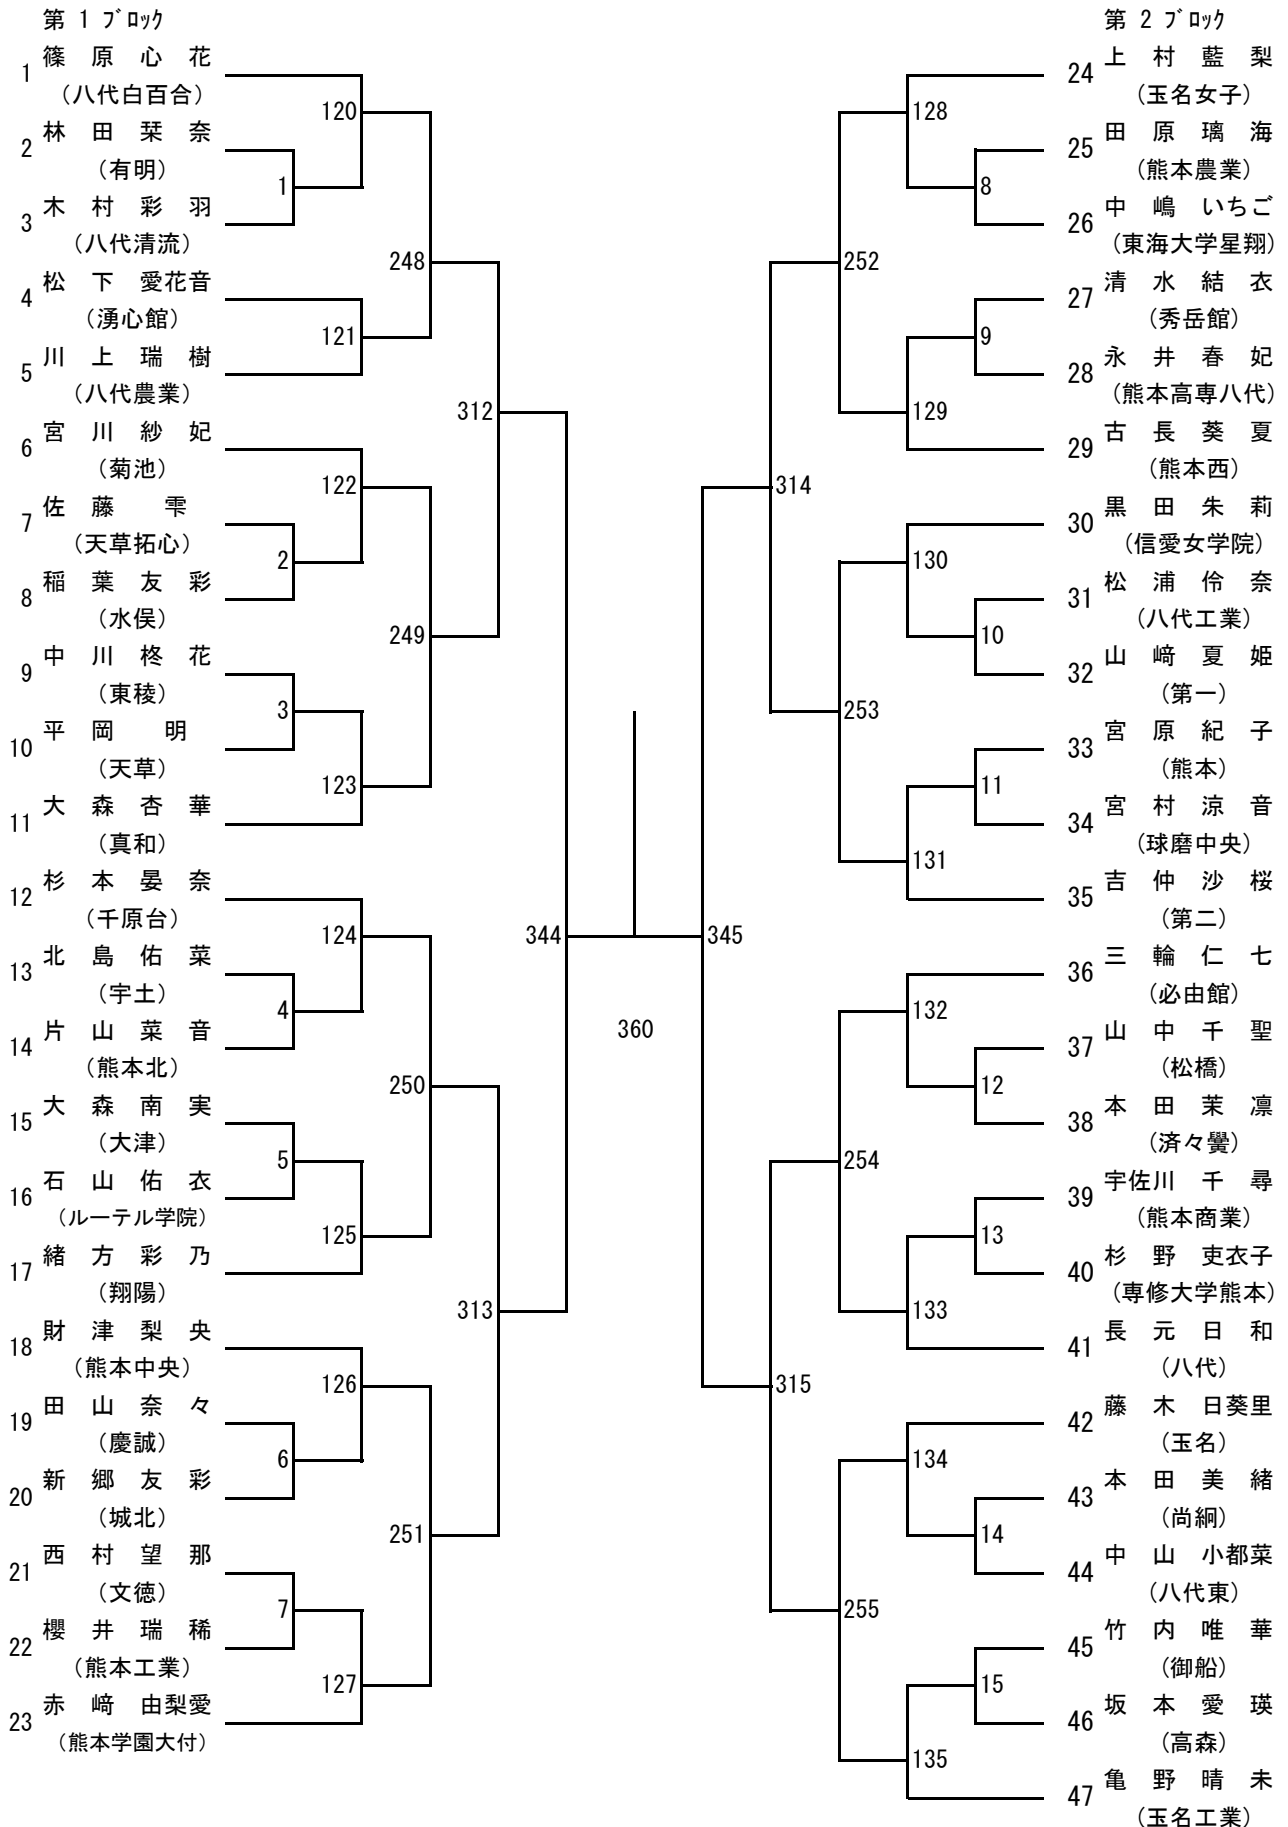 第 1 ﾌﾞﾛｯｸ
1 篠 原 心 花
（八代白百合）
2 林 田 栞 奈
（有明）
3 木 村 彩 羽
（八代清流）
4 松 下 愛花音
（湧心館）
5 川 上 瑞 樹
（八代農業）
6 宮 川 紗 妃
（菊池）
7 佐 藤 雫
（天草拓心）
8 稲 葉 友 彩
（水俣）
9 中 川 柊 花
（東稜）
10 平 岡 明
（天草）
11 大 森 杏 華
（真和）
12 杉 本 晏 奈
（千原台）
13 北 島 佑 菜
（宇土）
14 片 山 菜 音
（熊本北）
15 大 森 南 実
（大津）
16 石 山 佑 衣
（ルーテル学院）
17 緒 方 彩 乃
（翔陽）
18 財 津 梨 央
（熊本中央）
19 田 山 奈 々
（慶誠）
20 新 郷 友 彩
（城北）
21 西 村 望 那
（文徳）
22 櫻 井 瑞 稀
（熊本工業）
23 赤 﨑 由梨愛
（熊本学園大付）
1
2
3
4
5
6
7
120
121
122
123
124
125
126
127
248
249
250
251
312
313
344
360
345
314
315
252
253
254
255
128
129
130
131
132
133
134
135
8
9
10
11
12
13
14
15
第 2 ﾌﾞﾛｯｸ
24 上 村 藍 梨
（玉名女子）
25 田 原 璃 海
（熊本農業）
26 中 嶋 いちご
（東海大学星翔）
27 清 水 結 衣
（秀岳館）
28 永 井 春 妃
（熊本高専八代）
29 古 長 葵 夏
（熊本西）
30 黒 田 朱 莉
（信愛女学院）
31 松 浦 伶 奈
（八代工業）
32 山 﨑 夏 姫
（第一）
33 宮 原 紀 子
（熊本）
34 宮 村 涼 音
（球磨中央）
35 吉 仲 沙 桜
（第二）
36 三 輪 仁 七
（必由館）
37 山 中 千 聖
（松橋）
38 本 田 茉 凛
（済々黌）
39 宇佐川 千 尋
（熊本商業）
40 杉 野 吏衣子
（専修大学熊本）
41 長 元 日 和
（八代）
42 藤 木 日葵里
（玉名）
43 本 田 美 緒
（尚絅）
44 中 山 小都菜
（八代東）
45 竹 内 唯 華
（御船）
46 坂 本 愛 瑛
（高森）
47 亀 野 晴 未
（玉名工業）